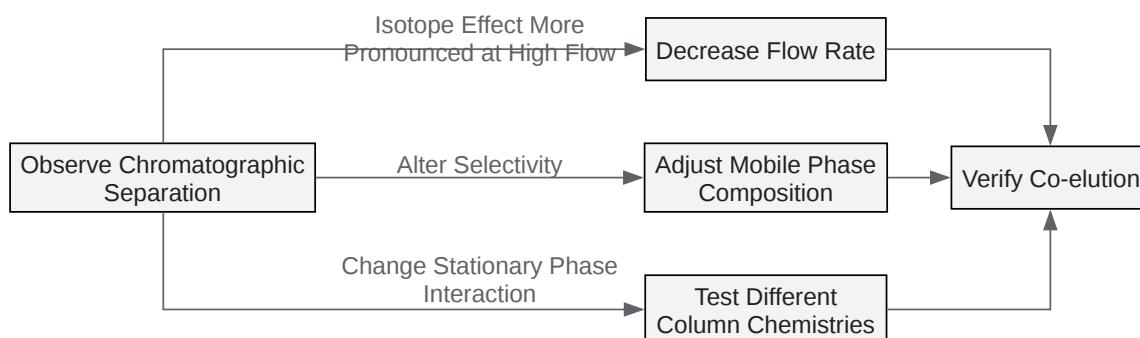 Isotope Effect More
Pronounced at High Flow
Decrease Flow Rate
Observe Chromatographic
Separation
Alter Selectivity
Adjust Mobile Phase
Composition
Verify Co-elution
Change Stationary Phase
Interaction
Test Different
Column Chemistries